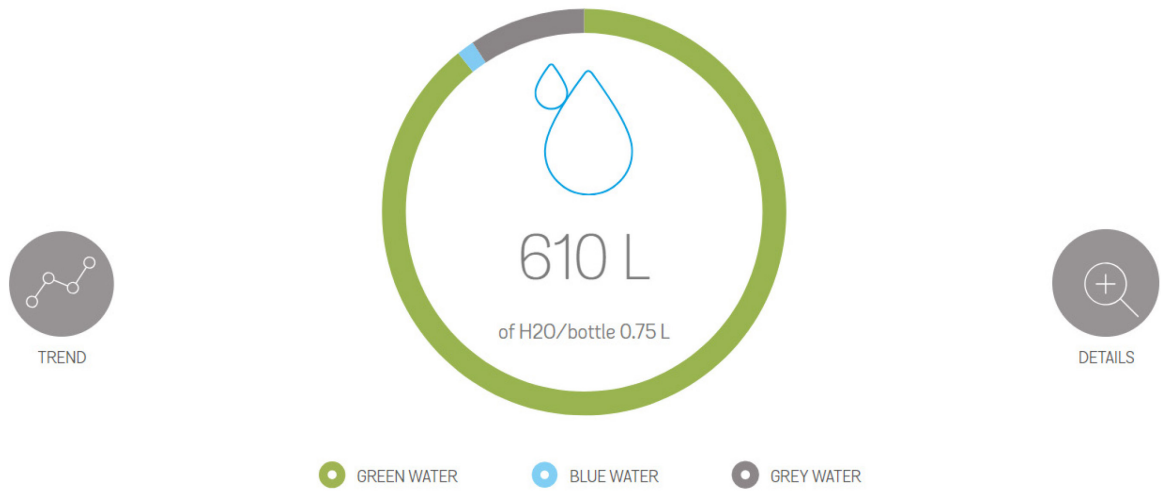 610 L
of H2O/bottle 0.75 L
TREND
DETAILS
GREEN WATER
BLUE WATER
GREY WATER